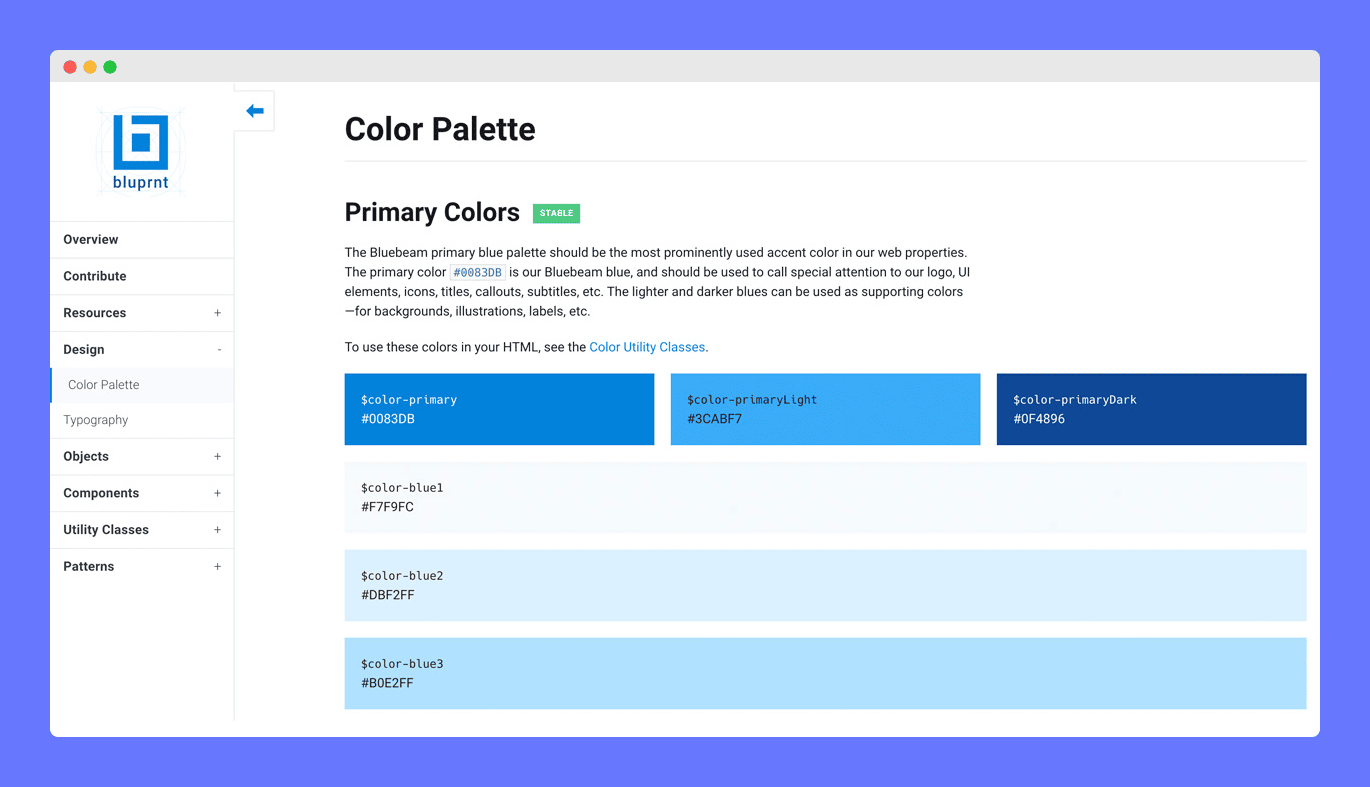 bluprnt
Overview
Contribute
Resources +
Design -
Color Palette
Typography
Objects +
Components +
Utility Classes +
Patterns +
Color Palette
Primary Colors STABLE
The Bluebeam primary blue palette should be the most prominently used accent color in our web properties.
The primary color #0083DB is our Bluebeam blue, and should be used to call special attention to our logo, UI
elements, icons, titles, callouts, subtitles, etc. The lighter and darker blues can be used as supporting colors
—for backgrounds, illustrations, labels, etc.
To use these colors in your HTML, see the Color Utility Classes.
$color-primary
#0083DB
$color-primaryLight
#3CABF7
$color-primaryDark
#0F4896
$color-blue1
#F7F9FC
$color-blue2
#DBF2FF
$color-blue3
#B0E2FF